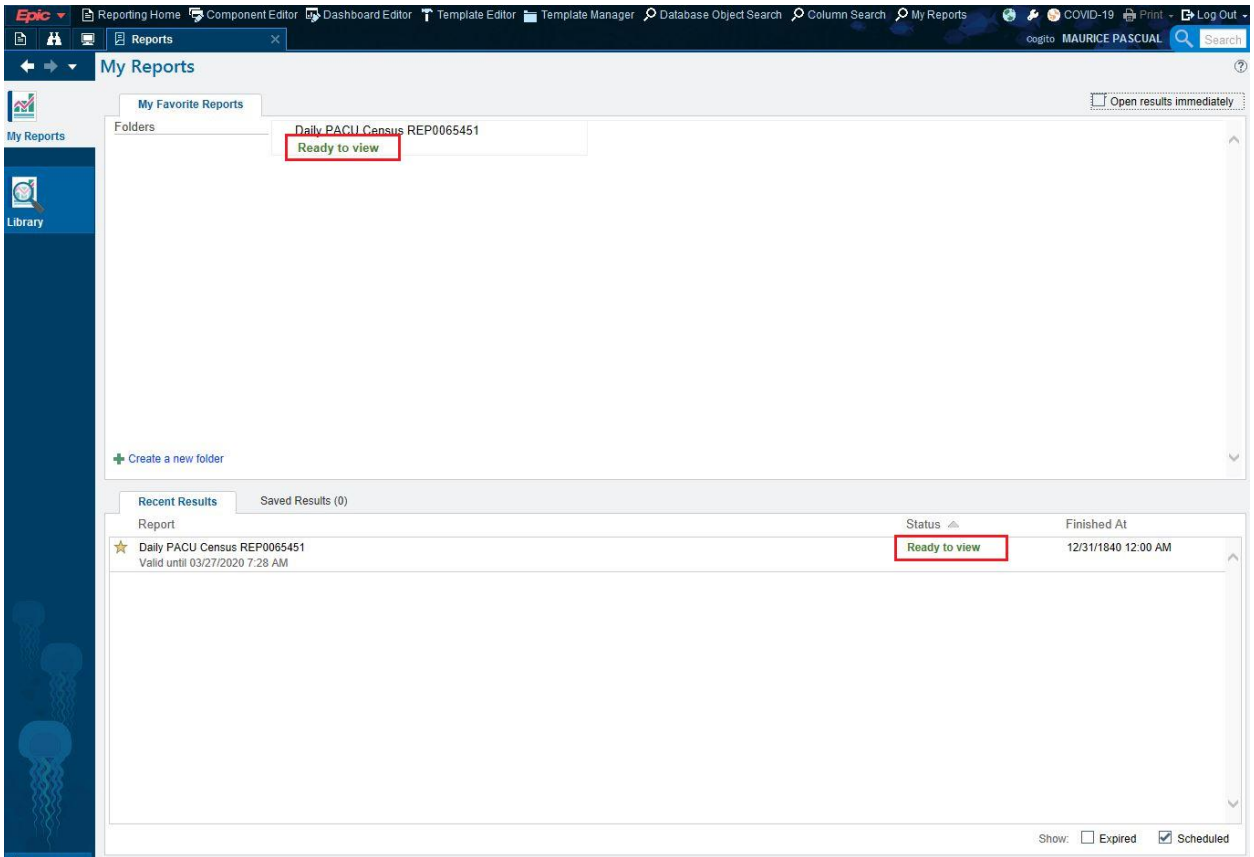 Epic Reporting Home Component Editor Dashboard Editor Template Editor Template Manager Database Object Search Column Search My Reports COVID-19 Print Log Out
Reports cogito MAURICE PASCUAL Search
My Reports
My Favorite Reports Open results immediately
My Reports
Folders Daily PACU Census REP0065451
Ready to view
Library
Create a new folder
Recent Results Saved Results (0)
Report Status Finished At
Daily PACU Census REP0065451 Ready to view 12/31/1840 12:00 AM
Valid until 03/27/2020 7:28 AM
Show: Expired Scheduled